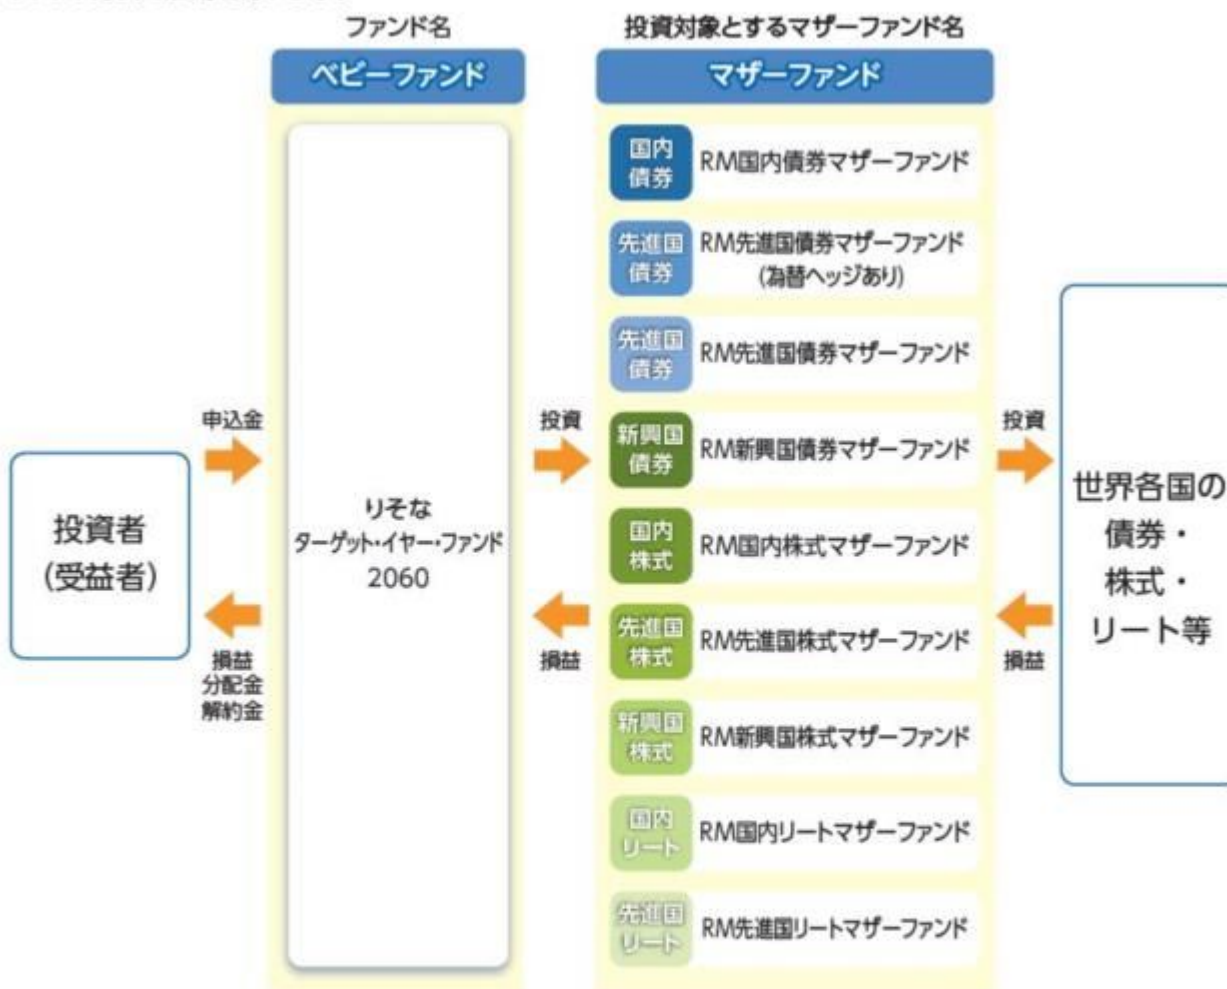 ファンド名
投資対象とするマザーファンド名
ベビーファンド
マザーファンド
国内
債券
RM国内債券マザーファンド
先進国
債券
RM先進国債券マザーファンド
(為替ヘッジあり)
先進国
債券
RM先進国債券マザーファンド
新興国
債券
RM新興国債券マザーファンド
国内
株式
RM国内株式マザーファンド
先進国
株式
RM先進国株式マザーファンド
新興国
株式
RM新興国株式マザーファンド
国内
リート
RM国内リートマザーファンド
先進国
リート
RM先進国リートマザーファンド
投資者
(受益者)
申込金
損益
分配金
解約金
りそな
ターゲット・イヤー・ファンド
2060
投資
損益
投資
損益
世界各国の
債券・
株式・
リート等